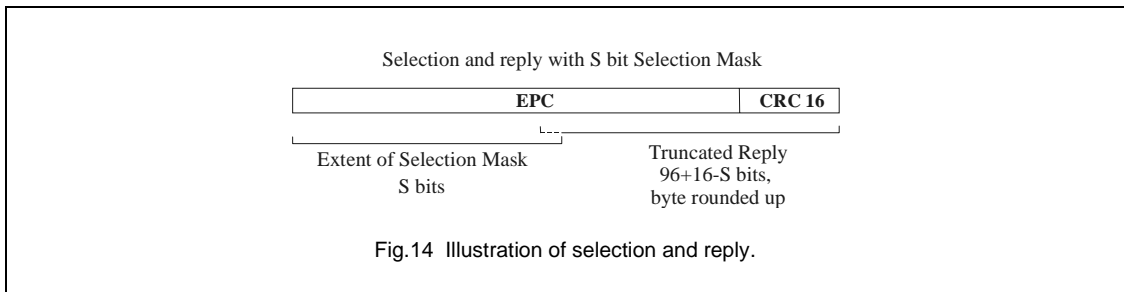 Selection and reply with S bit Selection Mask
EPC CRC 16
Extent of Selection Mask
S bits
Truncated Reply
96+16-S bits,
byte rounded up
Fig.14 Illustration of selection and reply.